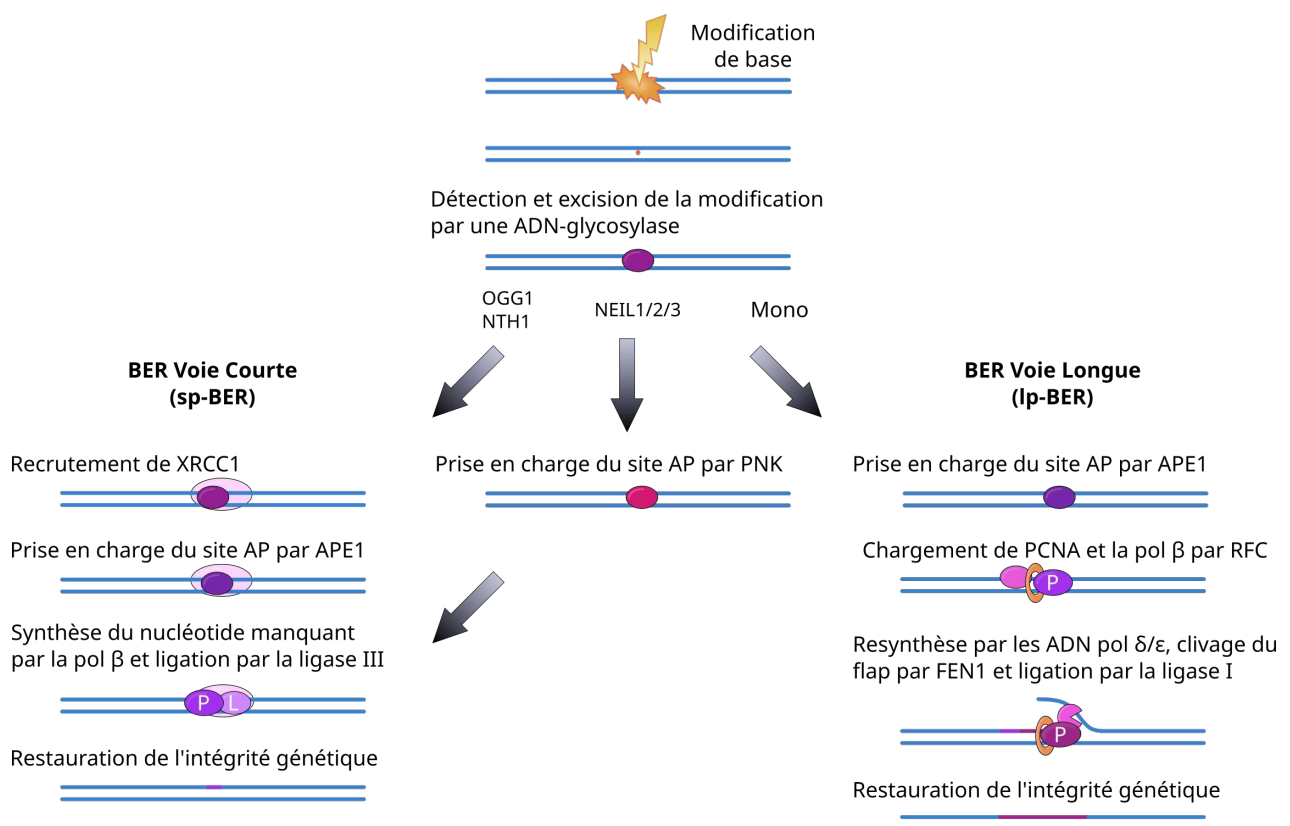 Modification
de base
Détection et excision de la modification
par une ADN-glycosylase
OGG1
NTH1
NEIL1/2/3
Mono
BER Voie Courte
(sp-BER)
Recrutement de XRCC1
Prise en charge du site AP par APE1
Synthèse du nucléotide manquant
par la pol β et ligation par la ligase III
P L
Restauration de l'intégrité génétique
Prise en charge du site AP par PNK
BER Voie Longue
(lp-BER)
Prise en charge du site AP par APE1
Chargement de PCNA et la pol β par RFC
P
Resynthèse par les ADN pol δ/ε, clivage du
flap par FEN1 et ligation par la ligase I
P
Restauration de l'intégrité génétique